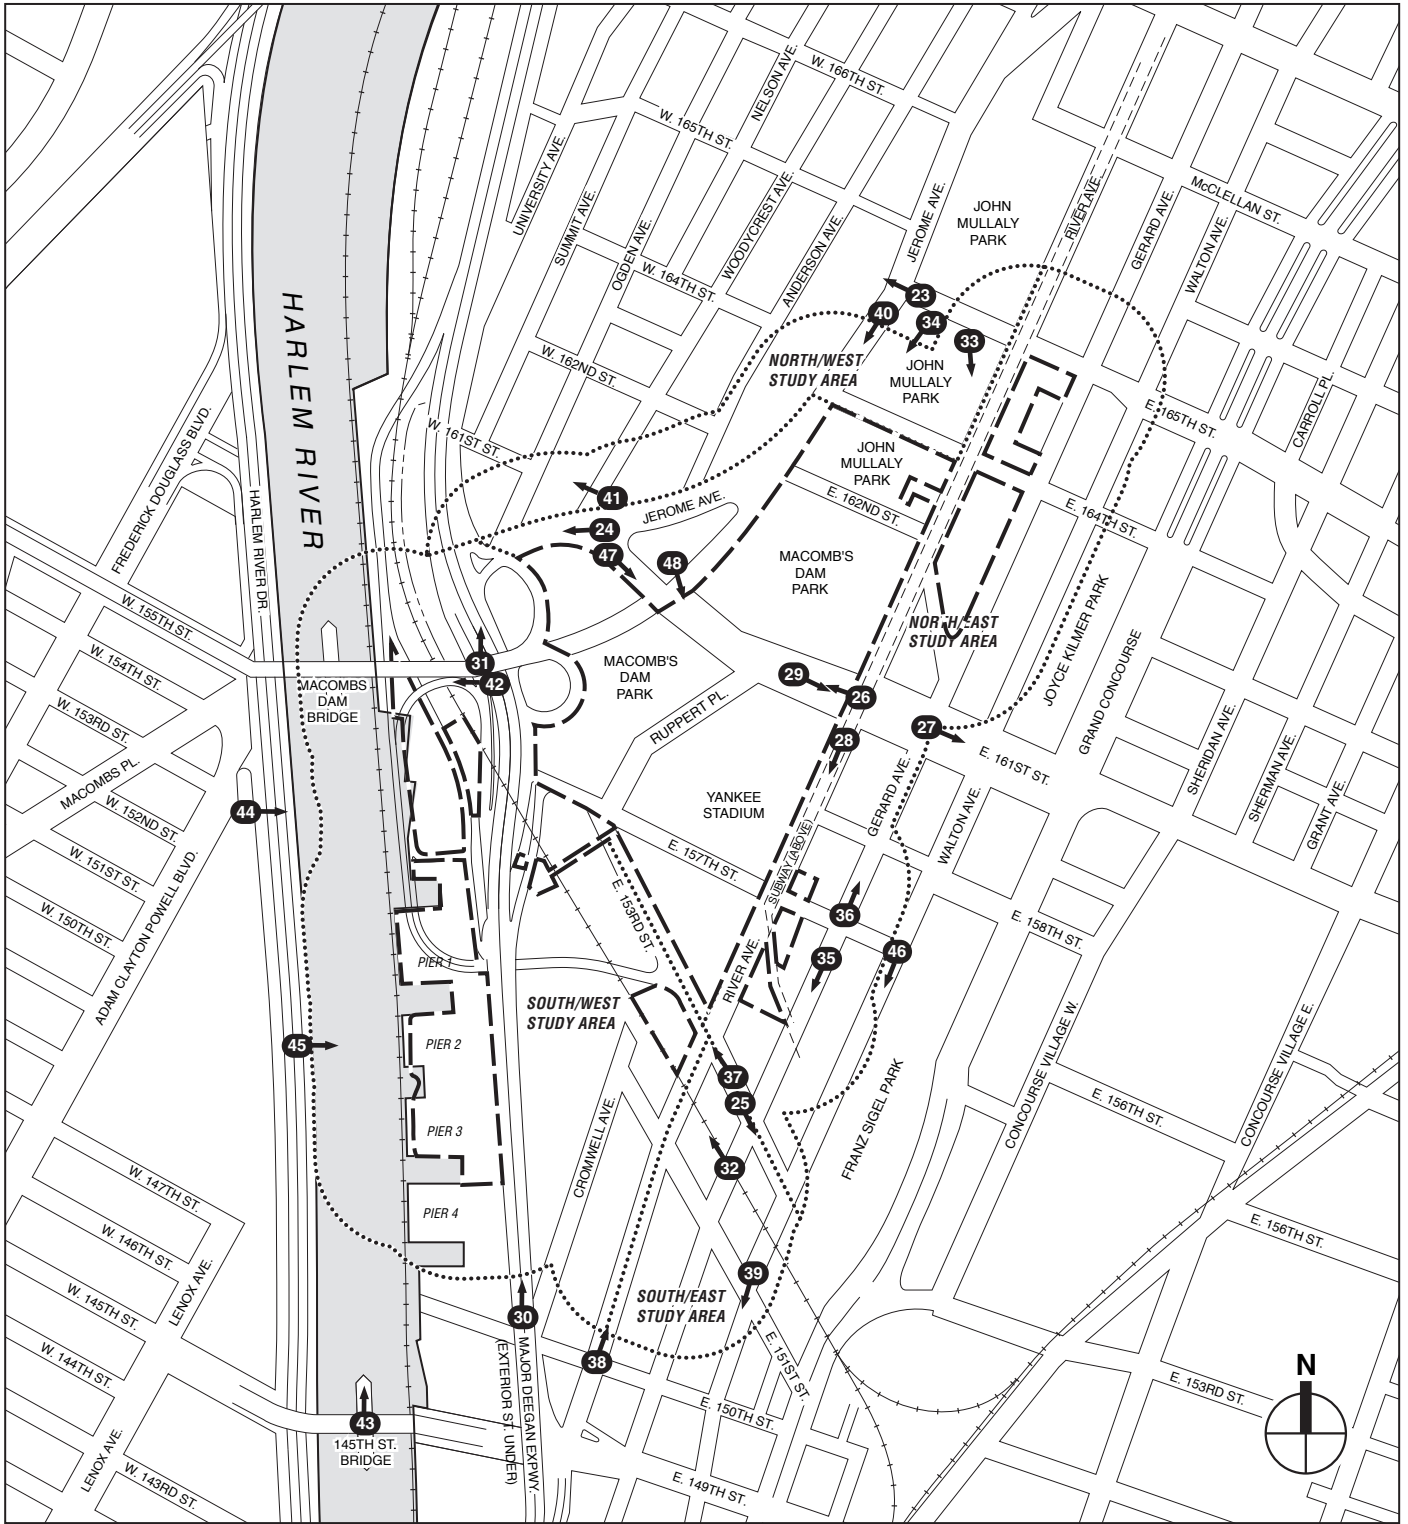 W. 166TH ST.
NELSON AVE.
W. 165TH ST.
UNIVERSITY AVE.
SUMMIT AVE.
OGDEN AVE.
WOODYCREST AVE.
ANDERSON AVE.
JEROME AVE.
JOHN
MULLALY
PARK
RIVER AVE.
GERARD AVE.
McCLELLAN ST.
WALTON AVE.
W. 164TH ST.
23
40
34
33
HARLEM RIVER
W. 162ND ST.
NORTH/WEST
STUDY AREA
JOHN
MULLALY
PARK
CARROLL PL.
E. 165TH ST.
FREDERICK DOUGLASS BLVD.
W. 161ST ST.
JOHN
MULLALY
PARK
41
JEROME AVE.
E. 162ND ST.
E. 164TH ST.
24
47
48
HARLEM RIVER DR.
MACOMB'S
DAM
PARK
W. 155TH ST.
NORTH/EAST
STUDY AREA
JOYCE KILMER PARK
GRAND CONCOURSE
W. 154TH ST.
31
42
MACOMBS
DAM
BRIDGE
MACOMB'S
DAM
PARK
29
26
RUPPERT PL.
W. 153RD ST.
27
28
E. 161ST ST.
SHERIDAN AVE.
SHERMAN AVE.
GRANT AVE.
MACOMBS PL.
W. 152ND ST.
44
YANKEE
STADIUM
GERARD AVE.
WALTON AVE.
SUBWAY (ABOVE)
W. 151ST ST.
E. 157TH ST.
W. 150TH ST.
ADAM CLAYTON POWELL BLVD.
E. 153RD ST.
36
E. 158TH ST.
46
35
PIER 1
RIVER AVE.
SOUTH/WEST
STUDY AREA
45
PIER 2
37
25
PIER 3
32
CROMWELL AVE.
FRANZ SIGEL PARK
CONCOURSE VILLAGE W.
E. 156TH ST.
CONCOURSE VILLAGE E.
W. 147TH ST.
PIER 4
E. 156TH ST.
W. 146TH ST.
LENOX AVE.
39
W. 145TH ST.
SOUTH/EAST
STUDY AREA
30
38
W. 144TH ST.
MAJOR DEEGAN EXPWY.
(EXTERIOR ST. UNDER)
E. 151ST ST.
E. 153RD ST.
N
43
145TH ST.
BRIDGE
E. 150TH ST.
LENOX AVE.
W. 143RD ST.
E. 149TH ST.